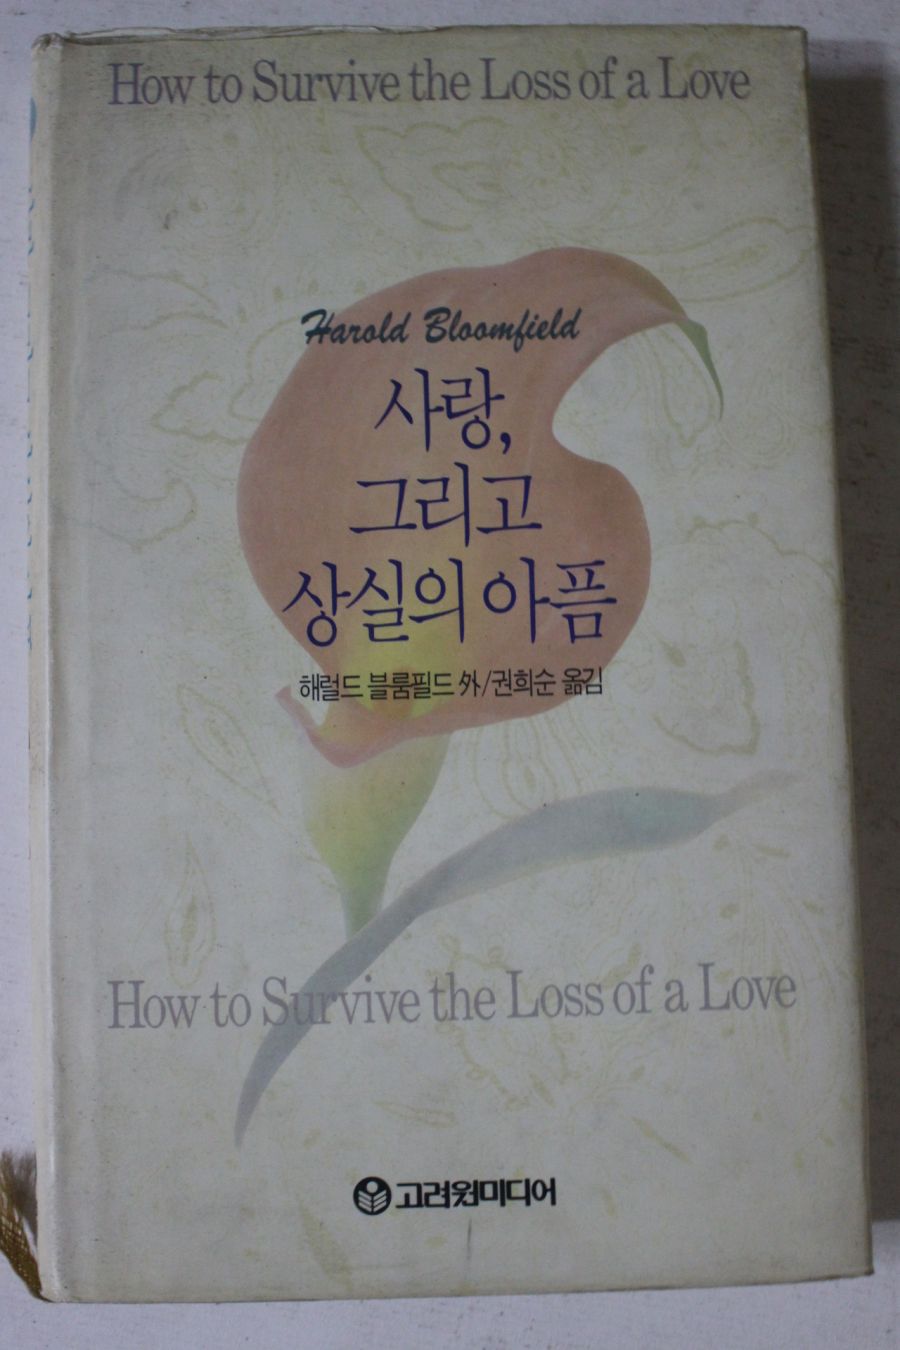 How to Survive the Loss of a Love
Harold Bloomfield
사랑,
그리고
상실의 아픔
해럴드 블룸필드 外/권희순 옮김
How to Survive the Loss of a Love
고려원미디어